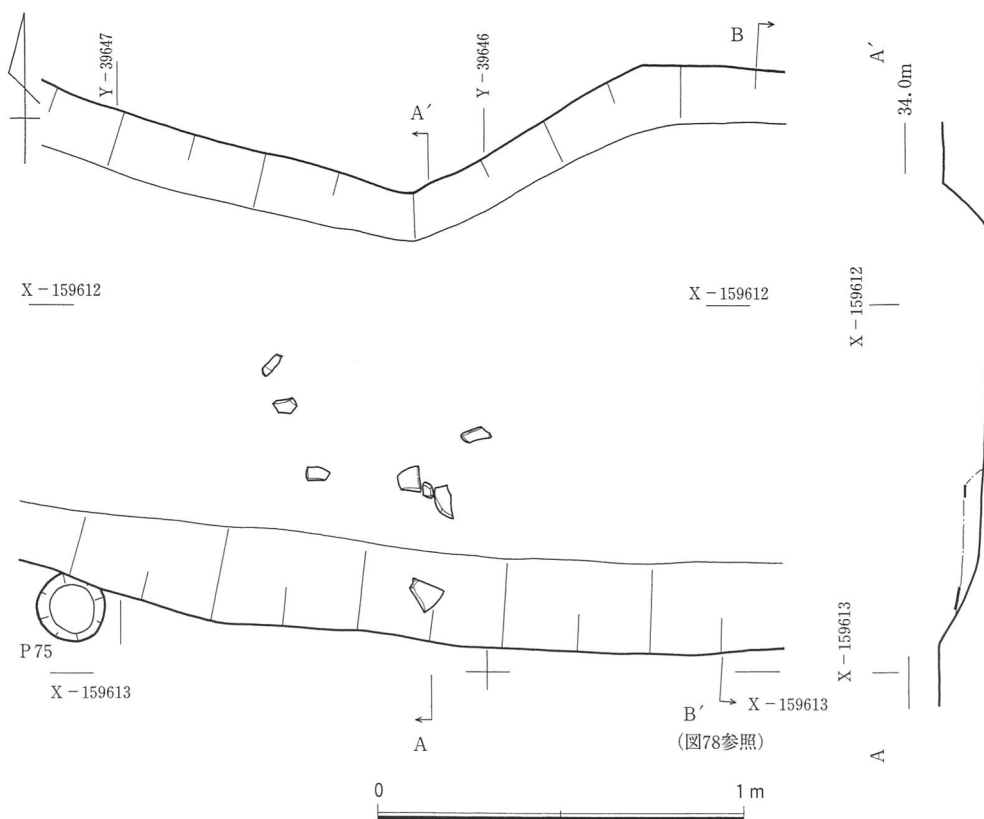 Y－39647
Y－39646
B
A′
A′
34.0m
X－159612
X－159612
X－159612
P75
X－159613
A
B′
X－159613
(図78参照)
X－159613
A
0
1m